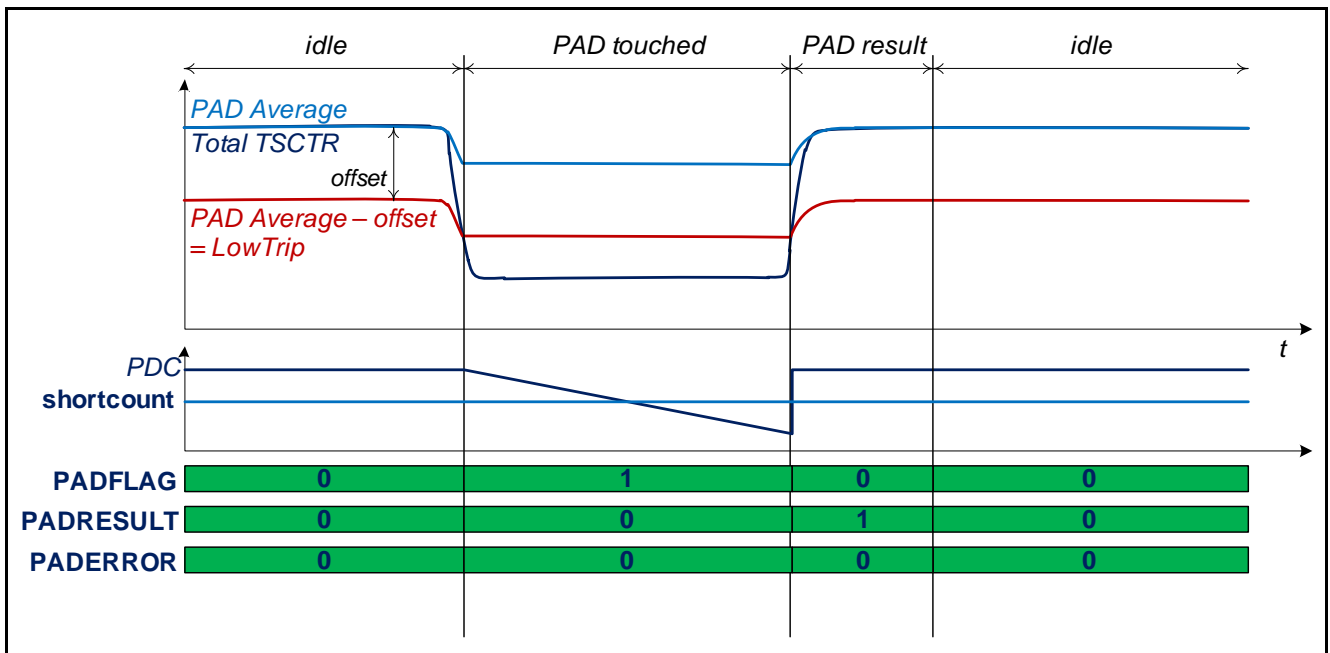 idle PAD touched PAD result idle
PAD Average
Total TSCTR
offset
PAD Average – offset
= LowTrip
t
PDC
shortcount
PADFLAG 0 1 0 0
PADRESULT 0 0 1 0
PADERROR 0 0 0 0